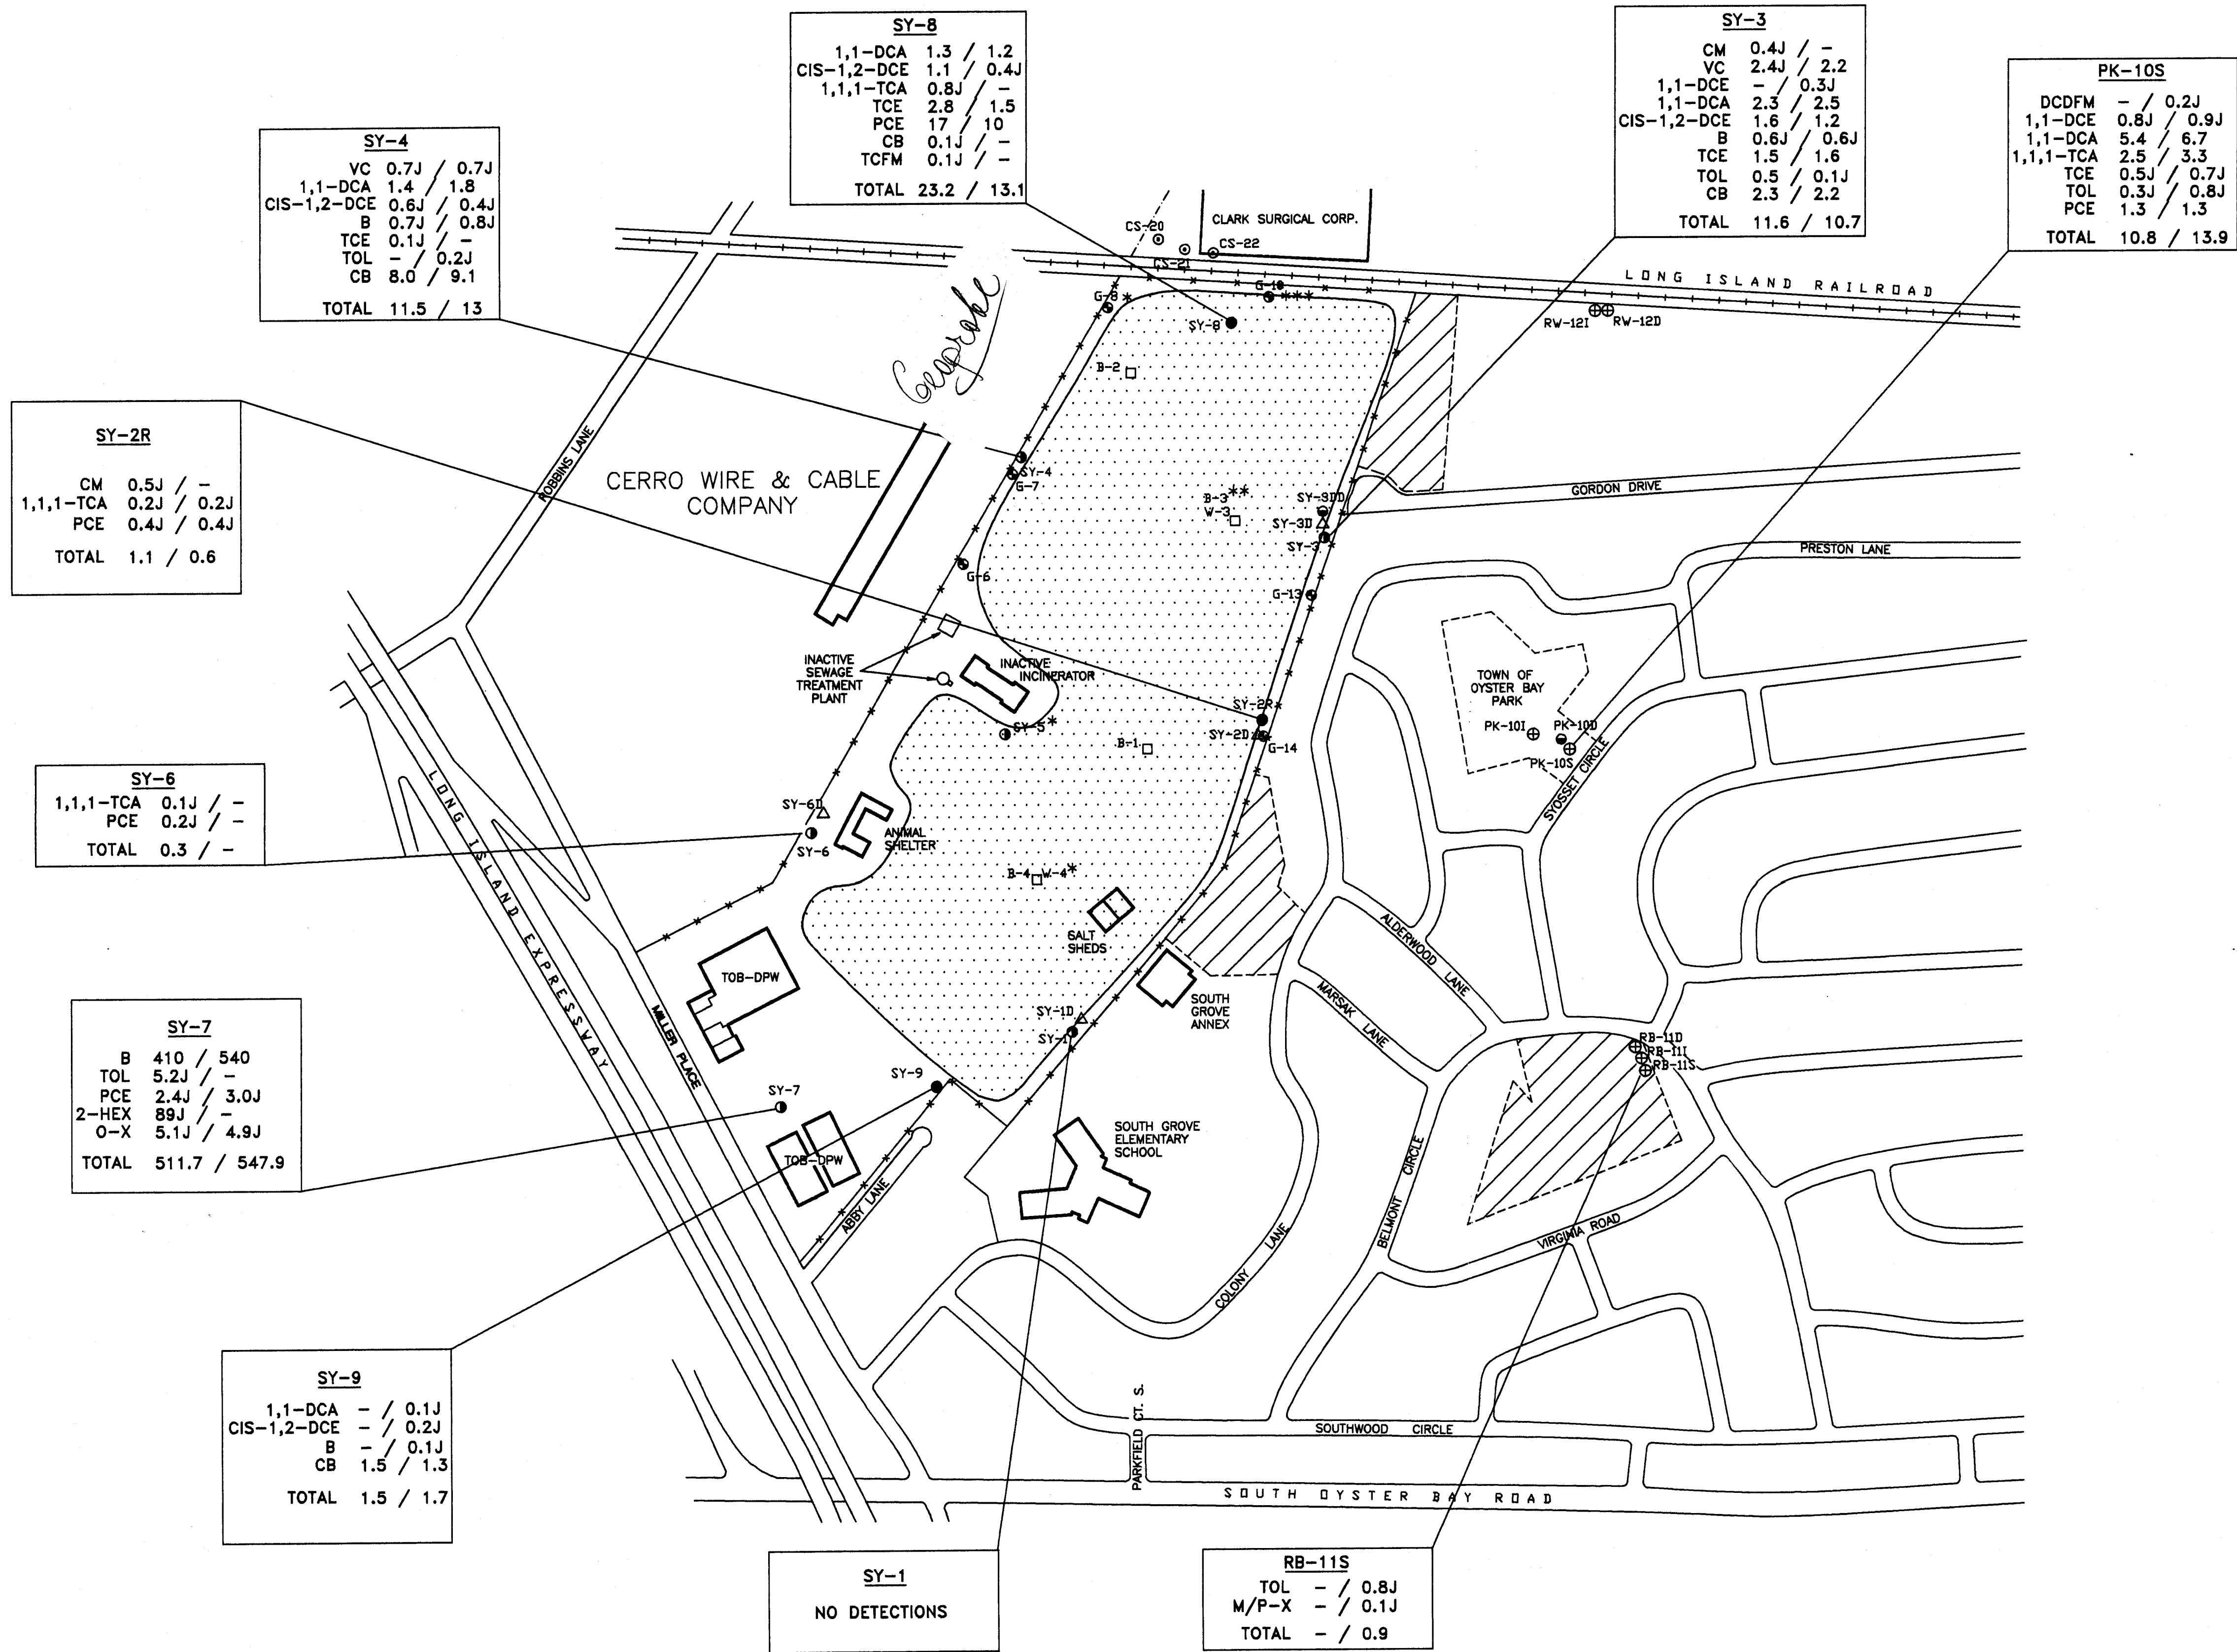 SY-8
1,1-DCA 1.3 / 1.2
CIS-1,2-DCE 1.1 / 0.4J
1,1,1-TCA 0.8J / -
TCE 2.8 / 1.5
PCE 17 / 10
CB 0.1J / -
TCFM 0.1J / -
TOTAL 23.2 / 13.1
SY-3
CM 0.4J / -
VC 2.4J / 2.2
1,1-DCE - / 0.3J
1,1-DCA 2.3 / 2.5
CIS-1,2-DCE 1.6 / 1.2
B 0.6J / 0.6J
TCE 1.5 / 1.6
TOL 0.5 / 0.1J
CB 2.3 / 2.2
TOTAL 11.6 / 10.7
PK-10S
DCDFM - / 0.2J
1,1-DCE 0.8J / 0.9J
1,1-DCA 5.4 / 6.7
1,1,1-TCA 2.5 / 3.3
TCE 0.5J / 0.7J
TOL 0.3J / 0.8J
PCE 1.3 / 1.3
TOTAL 10.8 / 13.9
SY-4
VC 0.7J / 0.7J
1,1-DCA 1.4 / 1.8
CIS-1,2-DCE 0.6J / 0.4J
B 0.7J / 0.8J
TCE 0.1J / -
TOL - / 0.2J
CB 8.0 / 9.1
TOTAL 11.5 / 13
CLARK SURGICAL CORP.
CS-20
CS-21
CS-22
LONG ISLAND RAILROAD
G-8 *
***
SY-8
RW-12I
RW-12D
B-2
SY-2R
CM 0.5J / -
1,1,1-TCA 0.2J / 0.2J
PCE 0.4J / 0.4J
TOTAL 1.1 / 0.6
ROBBINS LANE
CERRO WIRE & CABLE
COMPANY
SY-4
G-7
B-3**
W-3
SY-3DD
SY-3D
SY-3
GORDON DRIVE
PRESTON LANE
G-6
G-13
INACTIVE
SEWAGE
TREATMENT
PLANT
INACTIVE
INCINERATOR
TOWN OF
OYSTER BAY
PARK
SY-2R
SY-2D
G-14
SY-5*
B-1
PK-10I
PK-10D
PK-10S
SYOSSET CIRCLE
SY-6
1,1,1-TCA 0.1J / -
PCE 0.2J / -
TOTAL 0.3 / -
SY-6D
SY-6
ANIMAL
SHELTER
B-4
W-4*
SALT
SHEDS
ALDERWOOD LANE
LONG ISLAND EXPRESSWAY
MILLER PLACE
TOB-DPW
SOUTH
GROVE
ANNEX
MARSAK LANE
SY-7
B 410 / 540
TOL 5.2J / -
PCE 2.4J / 3.0J
2-HEX 89J / -
O-X 5.1J / 4.9J
TOTAL 511.7 / 547.9
SY-1D
SY-1
RB-11D
RB-11I
RB-11S
SY-9
SY-7
TOB-DPW
ABBY LANE
SOUTH GROVE
ELEMENTARY
SCHOOL
COLONY LANE
BELMONT CIRCLE
VIRGINIA ROAD
SY-9
1,1-DCA - / 0.1J
CIS-1,2-DCE - / 0.2J
B - / 0.1J
CB 1.5 / 1.3
TOTAL 1.5 / 1.7
PARKFIELD CT. S.
SOUTHWOOD CIRCLE
SOUTH OYSTER BAY ROAD
SY-1
NO DETECTIONS
RB-11S
TOL - / 0.8J
M/P-X - / 0.1J
TOTAL - / 0.9